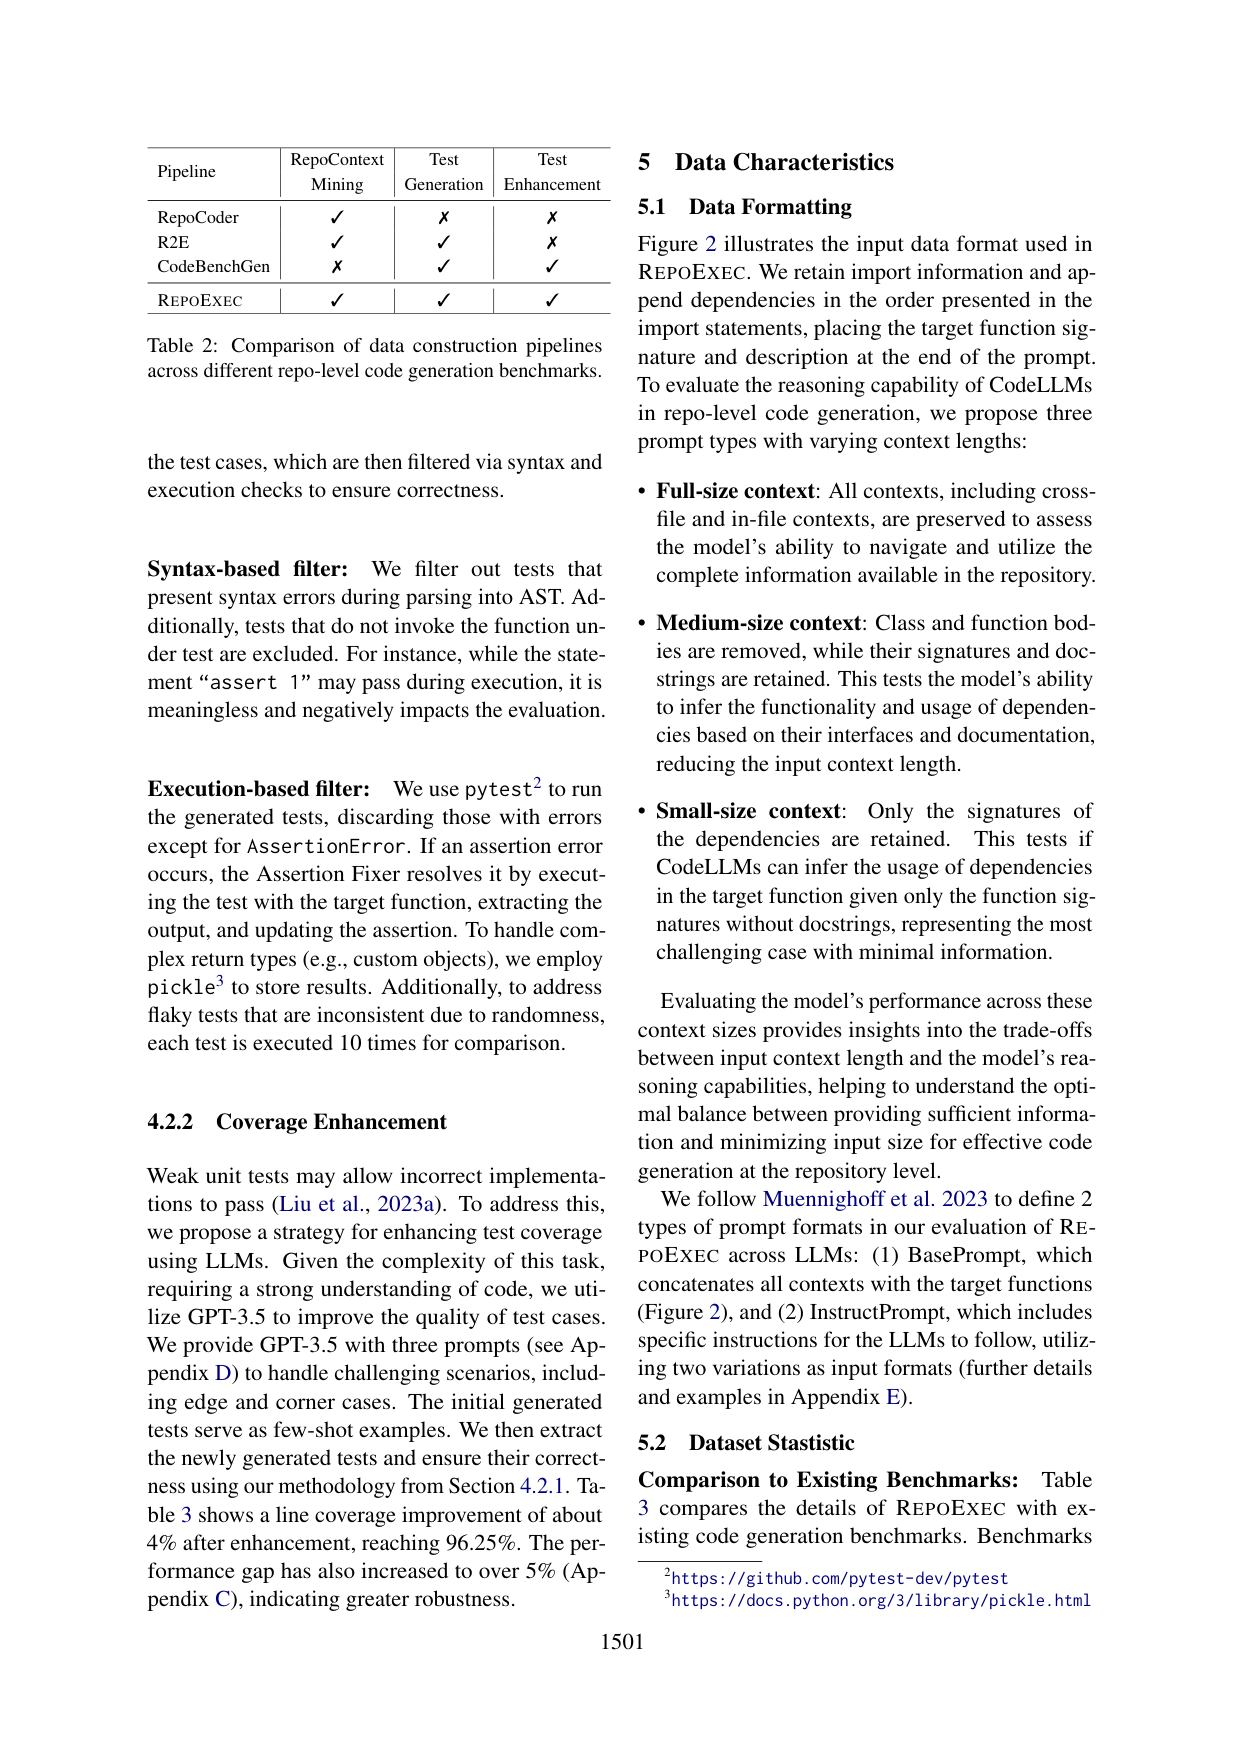 Pipeline RepoContext Mining Test Generation Test Enhancement
RepoCoder ✓ ✗ ✗
R2E ✓ ✓ ✗
CodeBenchGen ✗ ✓ ✓
REPOEXEC ✓ ✓ ✓
Table 2: Comparison of data construction pipelines
across different repo-level code generation benchmarks.
the test cases, which are then filtered via syntax and
execution checks to ensure correctness.
Syntax-based filter: We filter out tests that
present syntax errors during parsing into AST. Ad-
ditionally, tests that do not invoke the function un-
der test are excluded. For instance, while the state-
ment “assert 1” may pass during execution, it is
meaningless and negatively impacts the evaluation.
Execution-based filter: We use pytest2 to run
the generated tests, discarding those with errors
except for AssertionError. If an assertion error
occurs, the Assertion Fixer resolves it by execut-
ing the test with the target function, extracting the
output, and updating the assertion. To handle com-
plex return types (e.g., custom objects), we employ
pickle3 to store results. Additionally, to address
flaky tests that are inconsistent due to randomness,
each test is executed 10 times for comparison.
4.2.2 Coverage Enhancement
Weak unit tests may allow incorrect implementa-
tions to pass (Liu et al., 2023a). To address this,
we propose a strategy for enhancing test coverage
using LLMs. Given the complexity of this task,
requiring a strong understanding of code, we uti-
lize GPT-3.5 to improve the quality of test cases.
We provide GPT-3.5 with three prompts (see Ap-
pendix D) to handle challenging scenarios, includ-
ing edge and corner cases. The initial generated
tests serve as few-shot examples. We then extract
the newly generated tests and ensure their correct-
ness using our methodology from Section 4.2.1. Ta-
ble 3 shows a line coverage improvement of about
4% after enhancement, reaching 96.25%. The per-
formance gap has also increased to over 5% (Ap-
pendix C), indicating greater robustness.
5 Data Characteristics
5.1 Data Formatting
Figure 2 illustrates the input data format used in
REPOEXEC. We retain import information and ap-
pend dependencies in the order presented in the
import statements, placing the target function sig-
nature and description at the end of the prompt.
To evaluate the reasoning capability of CodeLLMs
in repo-level code generation, we propose three
prompt types with varying context lengths:
• Full-size context: All contexts, including cross-
file and in-file contexts, are preserved to assess
the model’s ability to navigate and utilize the
complete information available in the repository.
• Medium-size context: Class and function bod-
ies are removed, while their signatures and doc-
strings are retained. This tests the model’s ability
to infer the functionality and usage of dependen-
cies based on their interfaces and documentation,
reducing the input context length.
• Small-size context: Only the signatures of
the dependencies are retained. This tests if
CodeLLMs can infer the usage of dependencies
in the target function given only the function sig-
natures without docstrings, representing the most
challenging case with minimal information.
Evaluating the model’s performance across these
context sizes provides insights into the trade-offs
between input context length and the model’s rea-
soning capabilities, helping to understand the opti-
mal balance between providing sufficient informa-
tion and minimizing input size for effective code
generation at the repository level.
We follow Muennighoff et al. 2023 to define 2
types of prompt formats in our evaluation of RE-
POEXEC across LLMs: (1) BasePrompt, which
concatenates all contexts with the target functions
(Figure 2), and (2) InstructPrompt, which includes
specific instructions for the LLMs to follow, utiliz-
ing two variations as input formats (further details
and examples in Appendix E).
5.2 Dataset Stastistic
Comparison to Existing Benchmarks: Table
3 compares the details of REPOEXEC with ex-
isting code generation benchmarks. Benchmarks
2https://github.com/pytest-dev/pytest
3https://docs.python.org/3/library/pickle.html
1501